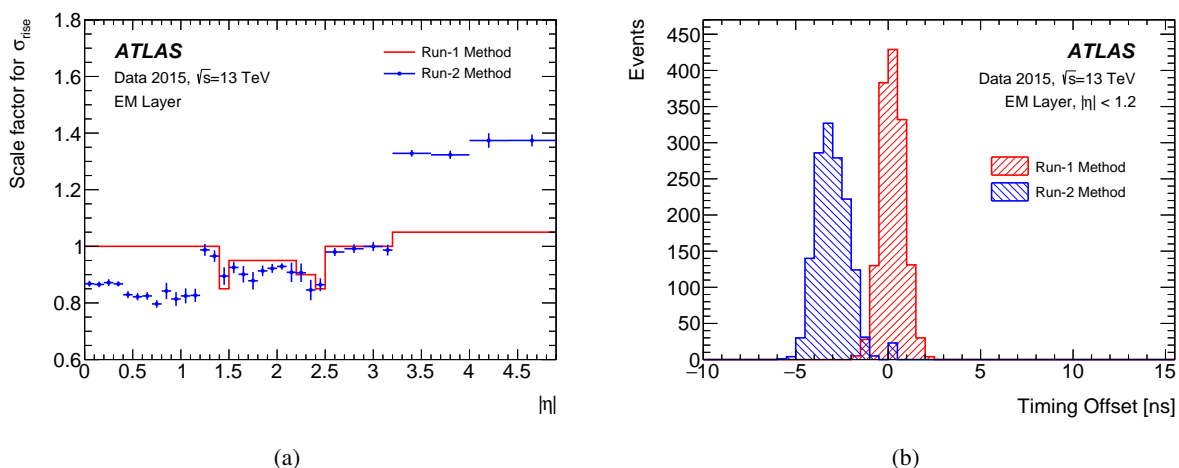 Scale factor for σrise
1.8
1.6
1.4
1.2
1
0.8
0.6
0 0.5 1 1.5 2 2.5 3 3.5 4 4.5
|η|
ATLAS
Data 2015, √s=13 TeV
EM Layer
Run-1 Method
Run-2 Method
(a)
Events
450
400
350
300
250
200
150
100
50
0
−10 −5 0 5 10 15
Timing Offset [ns]
ATLAS
Data 2015, √s=13 TeV
EM Layer, |η| < 1.2
Run-1 Method
Run-2 Method
(b)